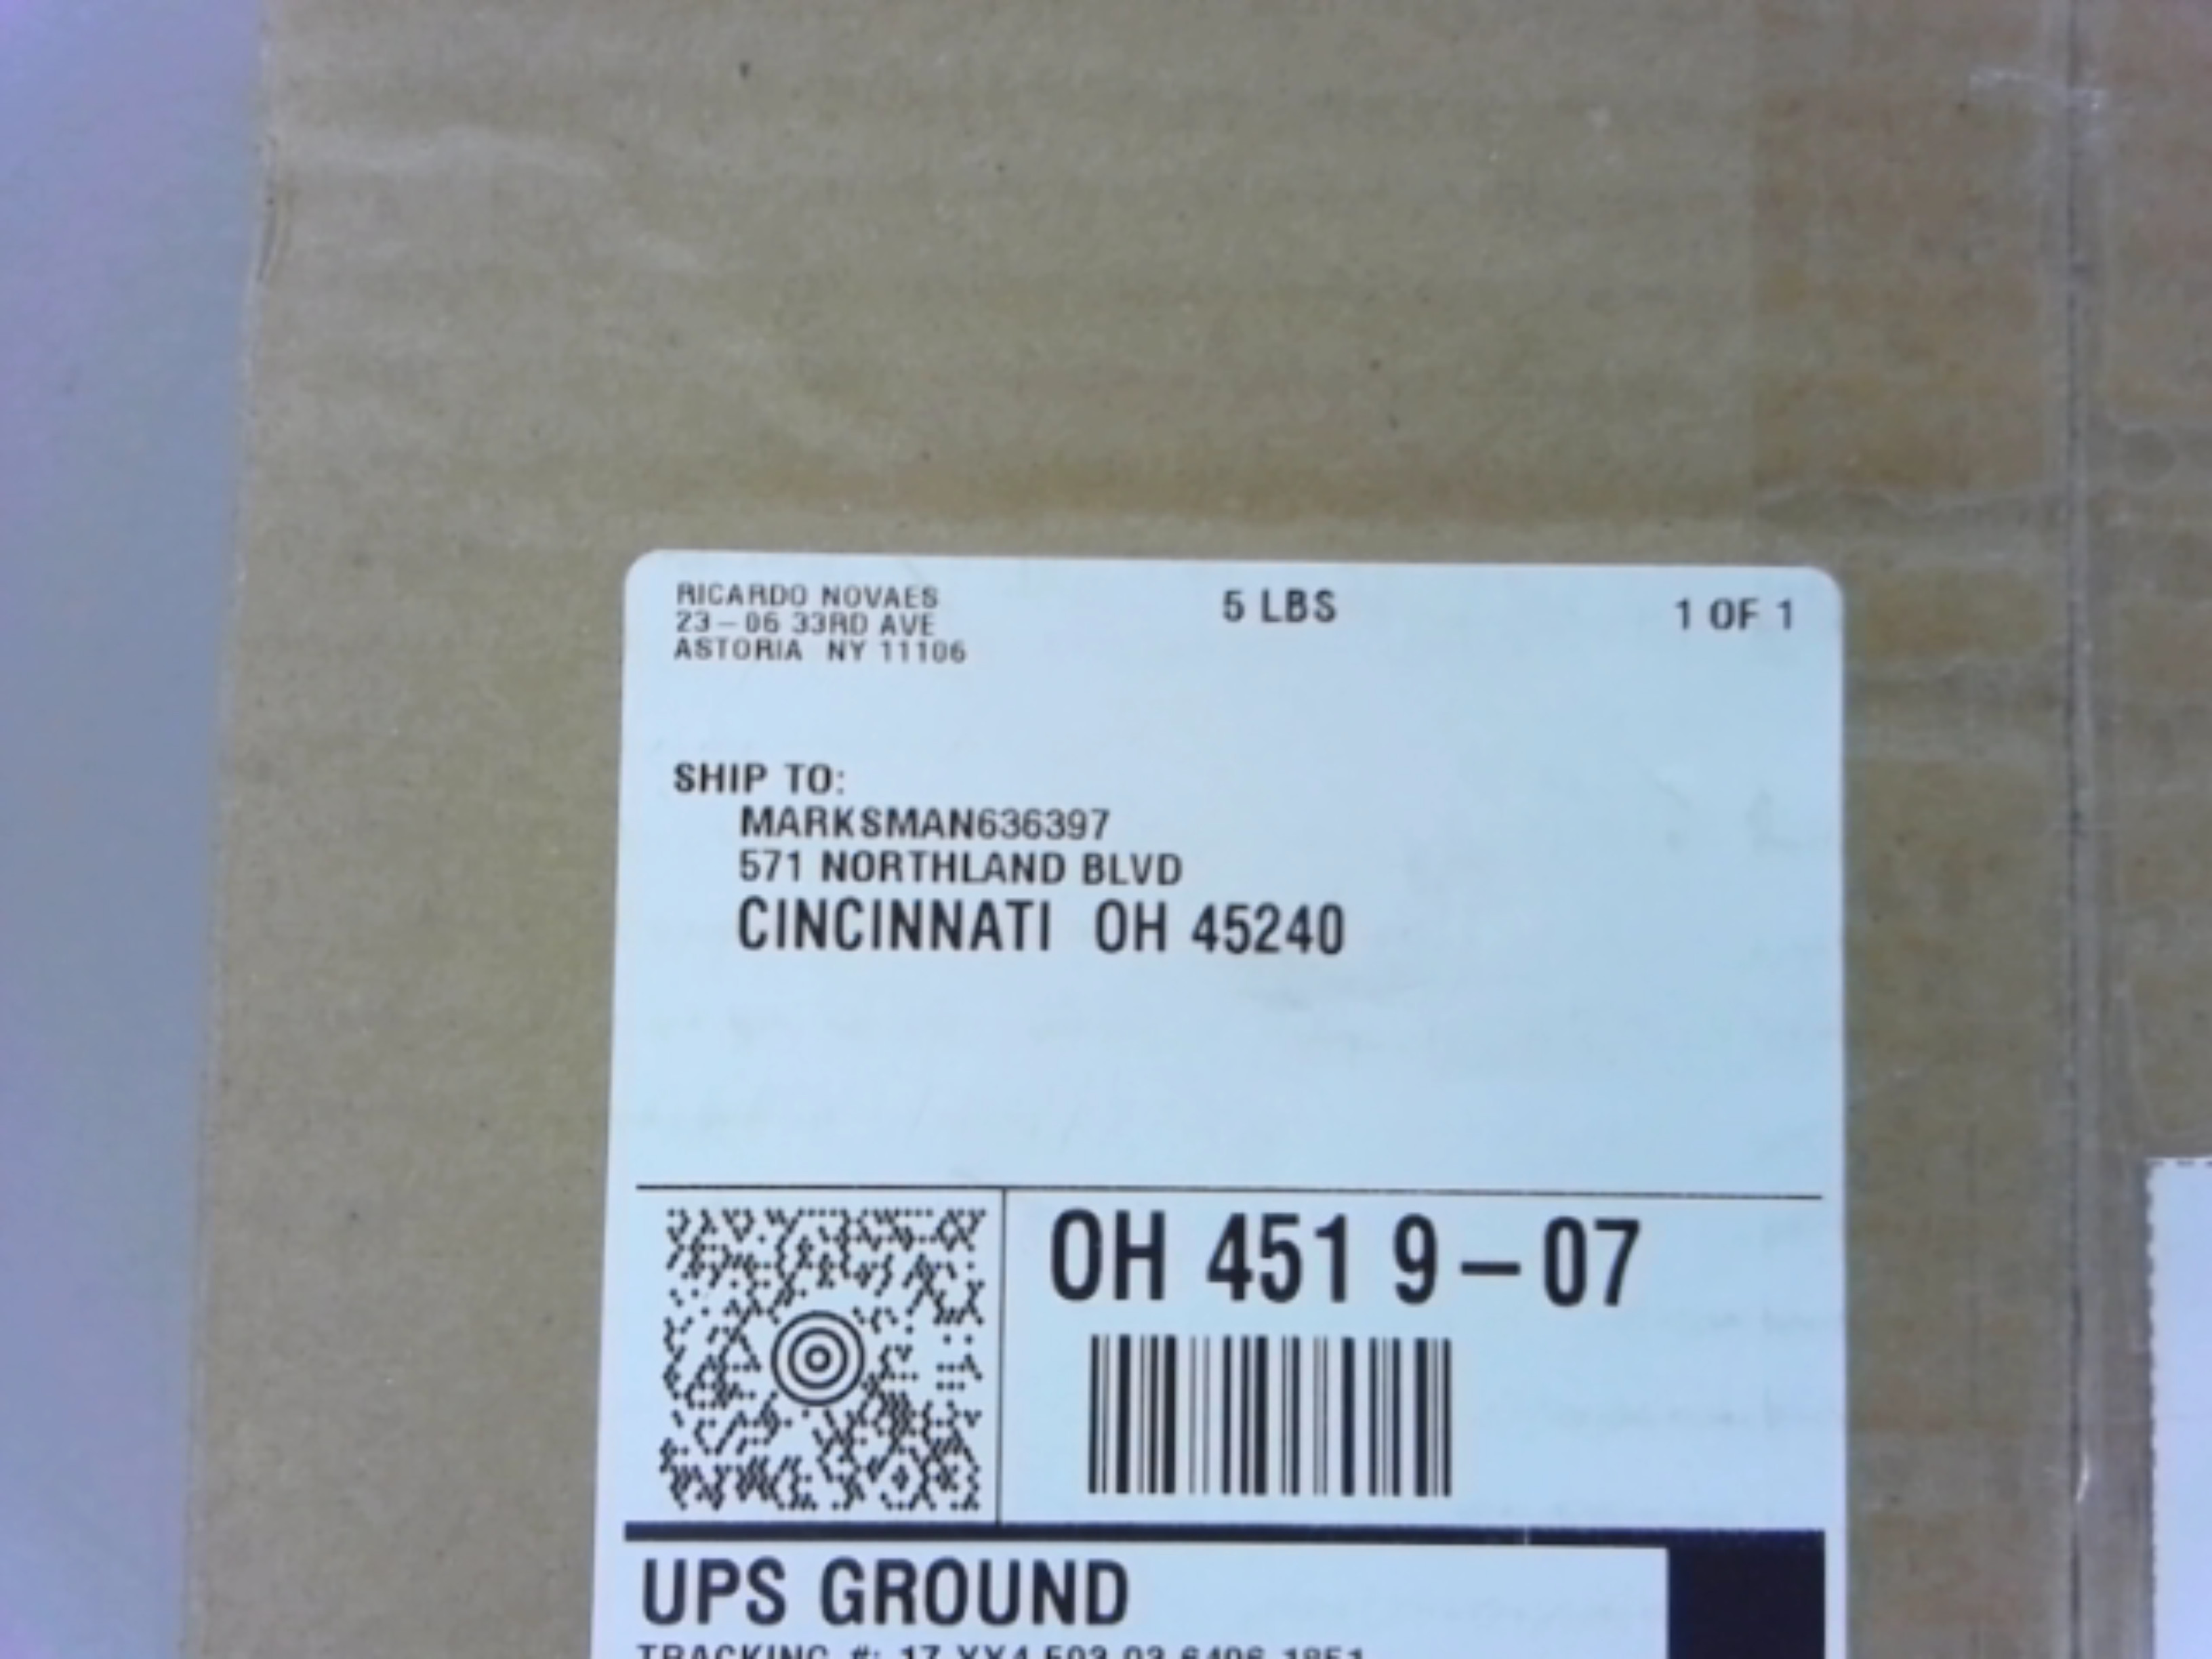 RICARDO NOVAES
23-06 33RD AVE
ASTORIA NY 11106
5 LBS
1 OF 1
SHIP TO:
MARKSMAN636397
571 NORTHLAND BLVD
CINCINNATI OH 45240
OH 451 9-07
UPS GROUND
TRACKING #: